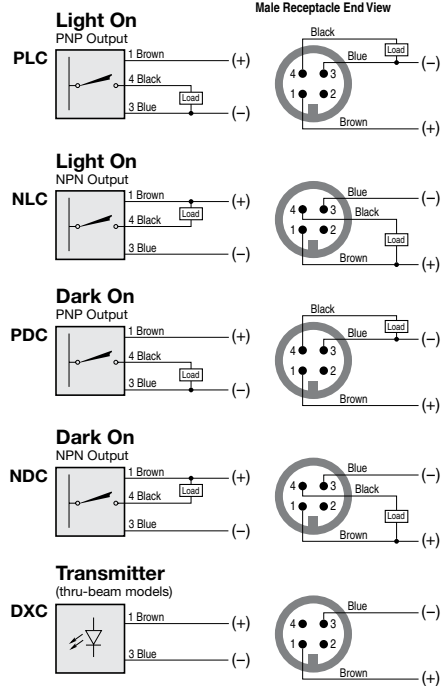 Male Receptacle End View
Light On
PNP Output
PLC
1 Brown
(+)
4 Black
Load
3 Blue
(−)
Black
Load
Blue
(−)
4 3
1 2
Brown
(+)
Light On
NPN Output
NLC
1 Brown
(+)
Load
4 Black
3 Blue
(−)
Blue
(−)
4 3
Black
1 2
Load
Brown
(+)
Dark On
PNP Output
PDC
1 Brown
(+)
4 Black
Load
3 Blue
(−)
Black
Load
Blue
(−)
4 3
1 2
Brown
(+)
Dark On
NPN Output
NDC
1 Brown
(+)
Load
4 Black
3 Blue
(−)
Blue
(−)
4 3
Black
1 2
Load
Brown
(+)
Transmitter
(thru-beam models)
DXC
1 Brown
(+)
3 Blue
(−)
Blue
(−)
4 3
1 2
Brown
(+)